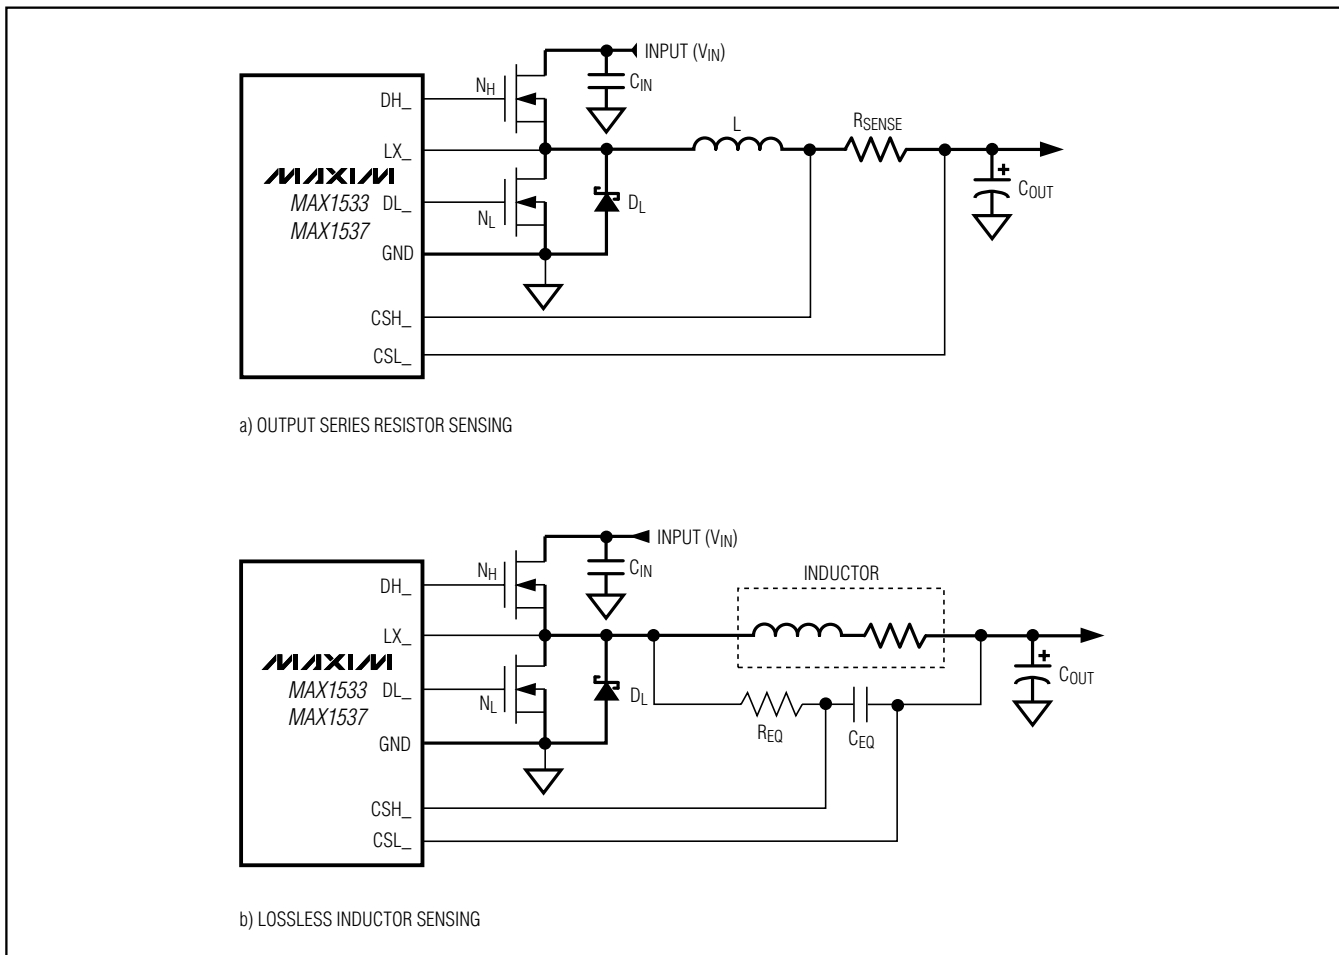 INPUT (VIN)
NH
CIN
DH_
L
RSENSE
LX_
MAXIM
MAX1533
MAX1537
DL_
NL
DL
+
COUT
GND
CSH_
CSL_
a) OUTPUT SERIES RESISTOR SENSING
INPUT (VIN)
NH
CIN
DH_
INDUCTOR
LX_
MAXIM
MAX1533
MAX1537
DL_
NL
DL
+
COUT
REQ
CEQ
GND
CSH_
CSL_
b) LOSSLESS INDUCTOR SENSING